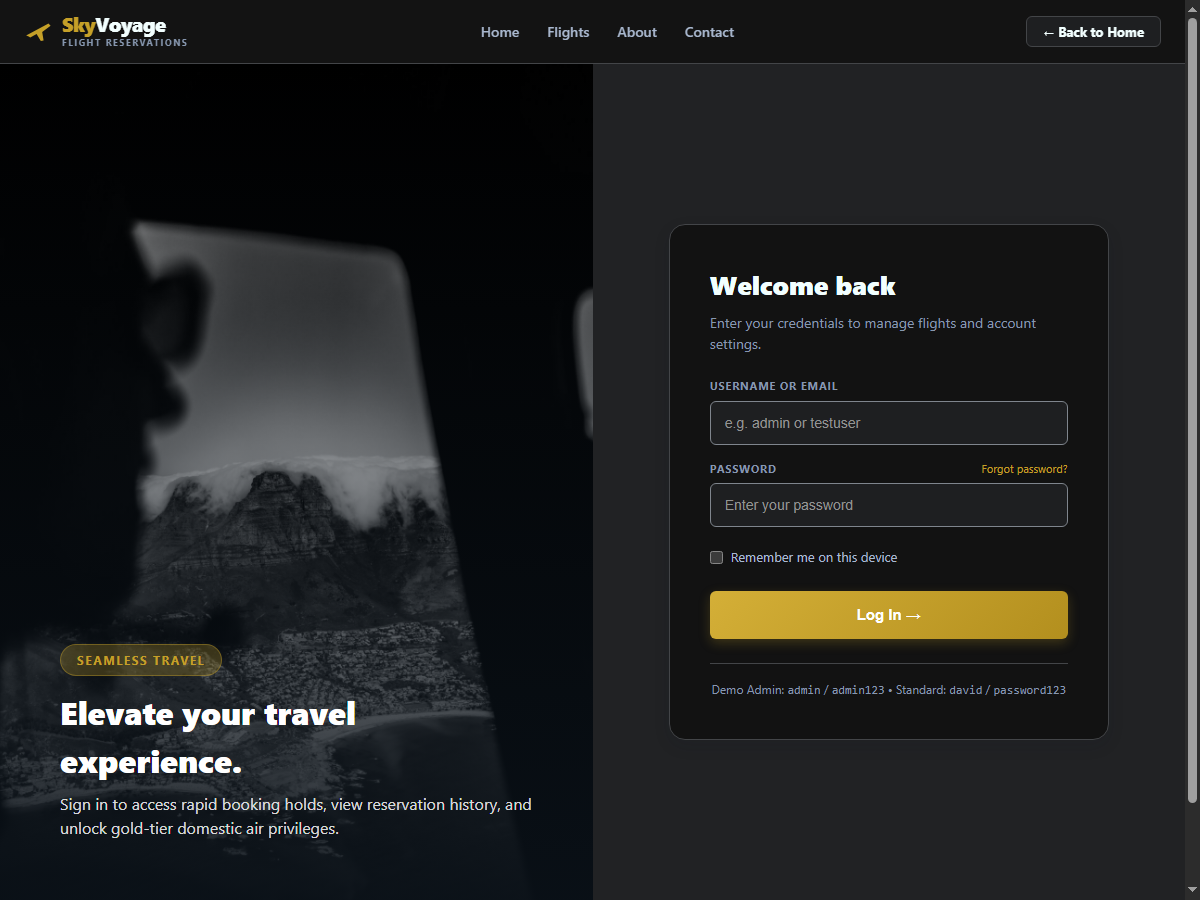 SkyVoyage
FLIGHT RESERVATIONS
Home
Flights
About
Contact
← Back to Home
SEAMLESS TRAVEL
Elevate your travel
experience.
Sign in to access rapid booking holds, view reservation history, and
unlock gold-tier domestic air privileges.
Welcome back
Enter your credentials to manage flights and account
settings.
USERNAME OR EMAIL
e.g. admin or testuser
PASSWORD
Forgot password?
Enter your password
Remember me on this device
Log In →
Demo Admin: admin / admin123 • Standard: david / password123